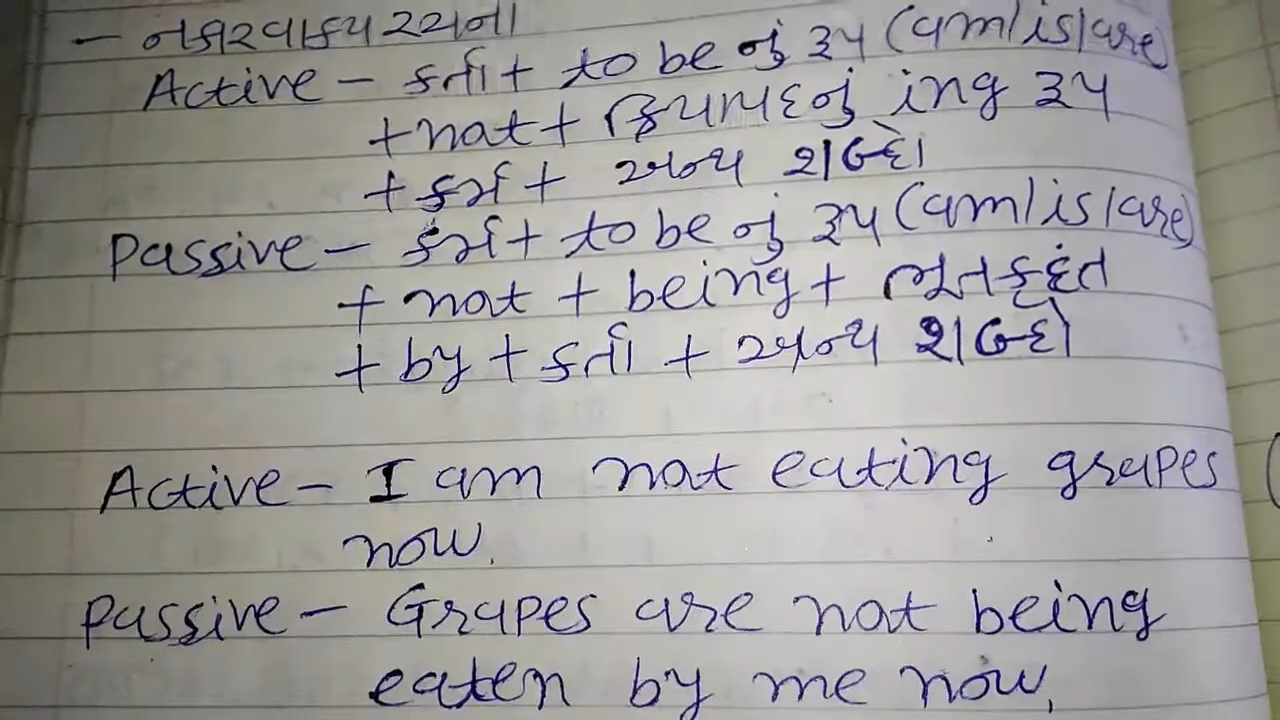 - નકારવાક્ય રચના
Active - કર્તા + to be નું રૂપ (am/is/are)
+ not + ક્રિયાપદનું ing રૂપ
+ કર્મ + અન્ય શબ્દો
Passive - કર્મ + to be નું રૂપ (am/is/are)
+ not + being + ભૂતકૃદંત
+ by + કર્તા + અન્ય શબ્દો
Active - I am not eating grapes
now.
Passive - Grapes are not being
eaten by me now.